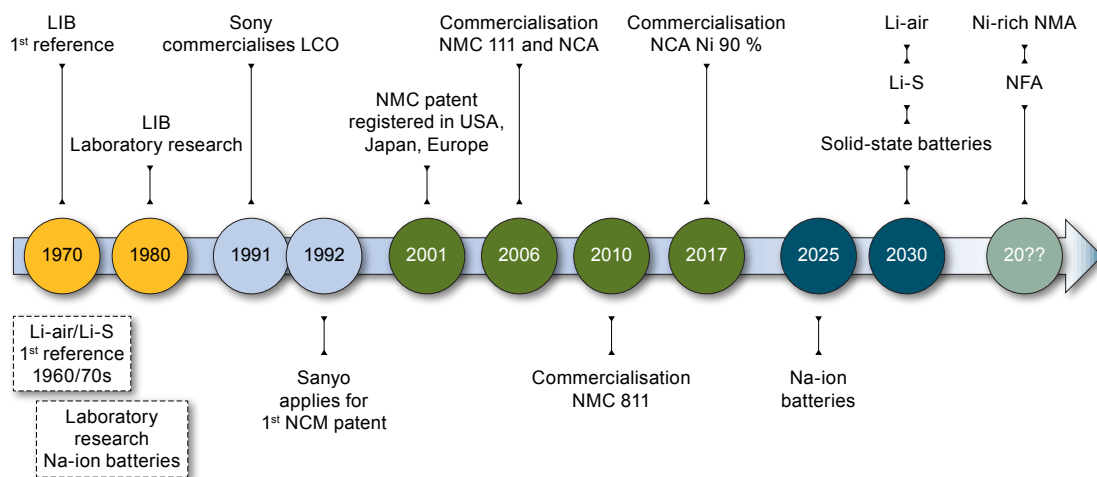 LIB
1st reference
Sony
commercialises LCO
Commercialisation
NMC 111 and NCA
Commercialisation
NCA Ni 90 %
Li-air
Ni-rich NMA
Li-S
NFA
LIB
Laboratory research
NMC patent
registered in USA,
Japan, Europe
Solid-state batteries
1970
1980
1991
1992
2001
2006
2010
2017
2025
2030
20??
Li-air/Li-S
1st reference
1960/70s
Laboratory
research
Na-ion batteries
Sanyo
applies for
1st NCM patent
Commercialisation
NMC 811
Na-ion
batteries